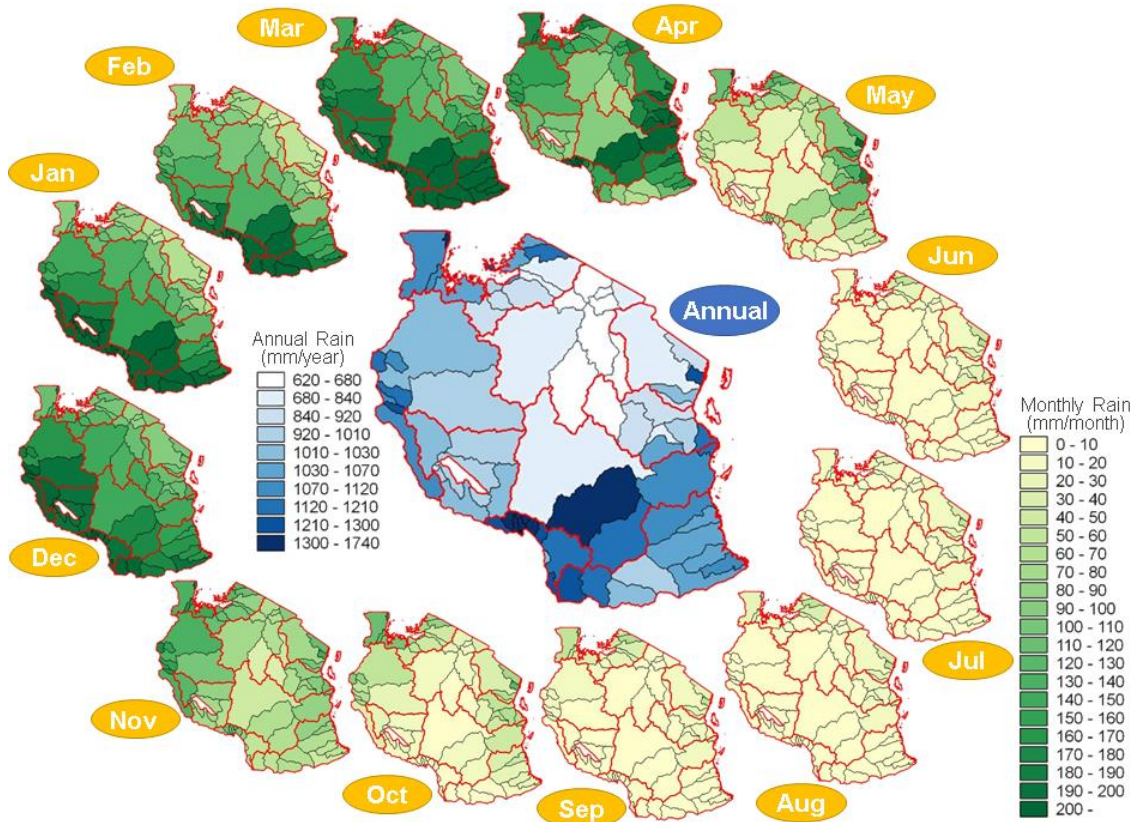 Mar
Apr
Feb
May
Jan
Jun
Annual
Annual Rain
(mm/year)
620 - 680
680 - 840
840 - 920
920 - 1010
1010 - 1030
1030 - 1070
1070 - 1120
1120 - 1210
1210 - 1300
1300 - 1740
Monthly Rain
(mm/month)
0 - 10
10 - 20
20 - 30
30 - 40
40 - 50
50 - 60
60 - 70
70 - 80
80 - 90
90 - 100
100 - 110
110 - 120
120 - 130
130 - 140
140 - 150
150 - 160
160 - 170
170 - 180
180 - 190
190 - 200
200 -
Dec
Jul
Nov
Oct
Sep
Aug